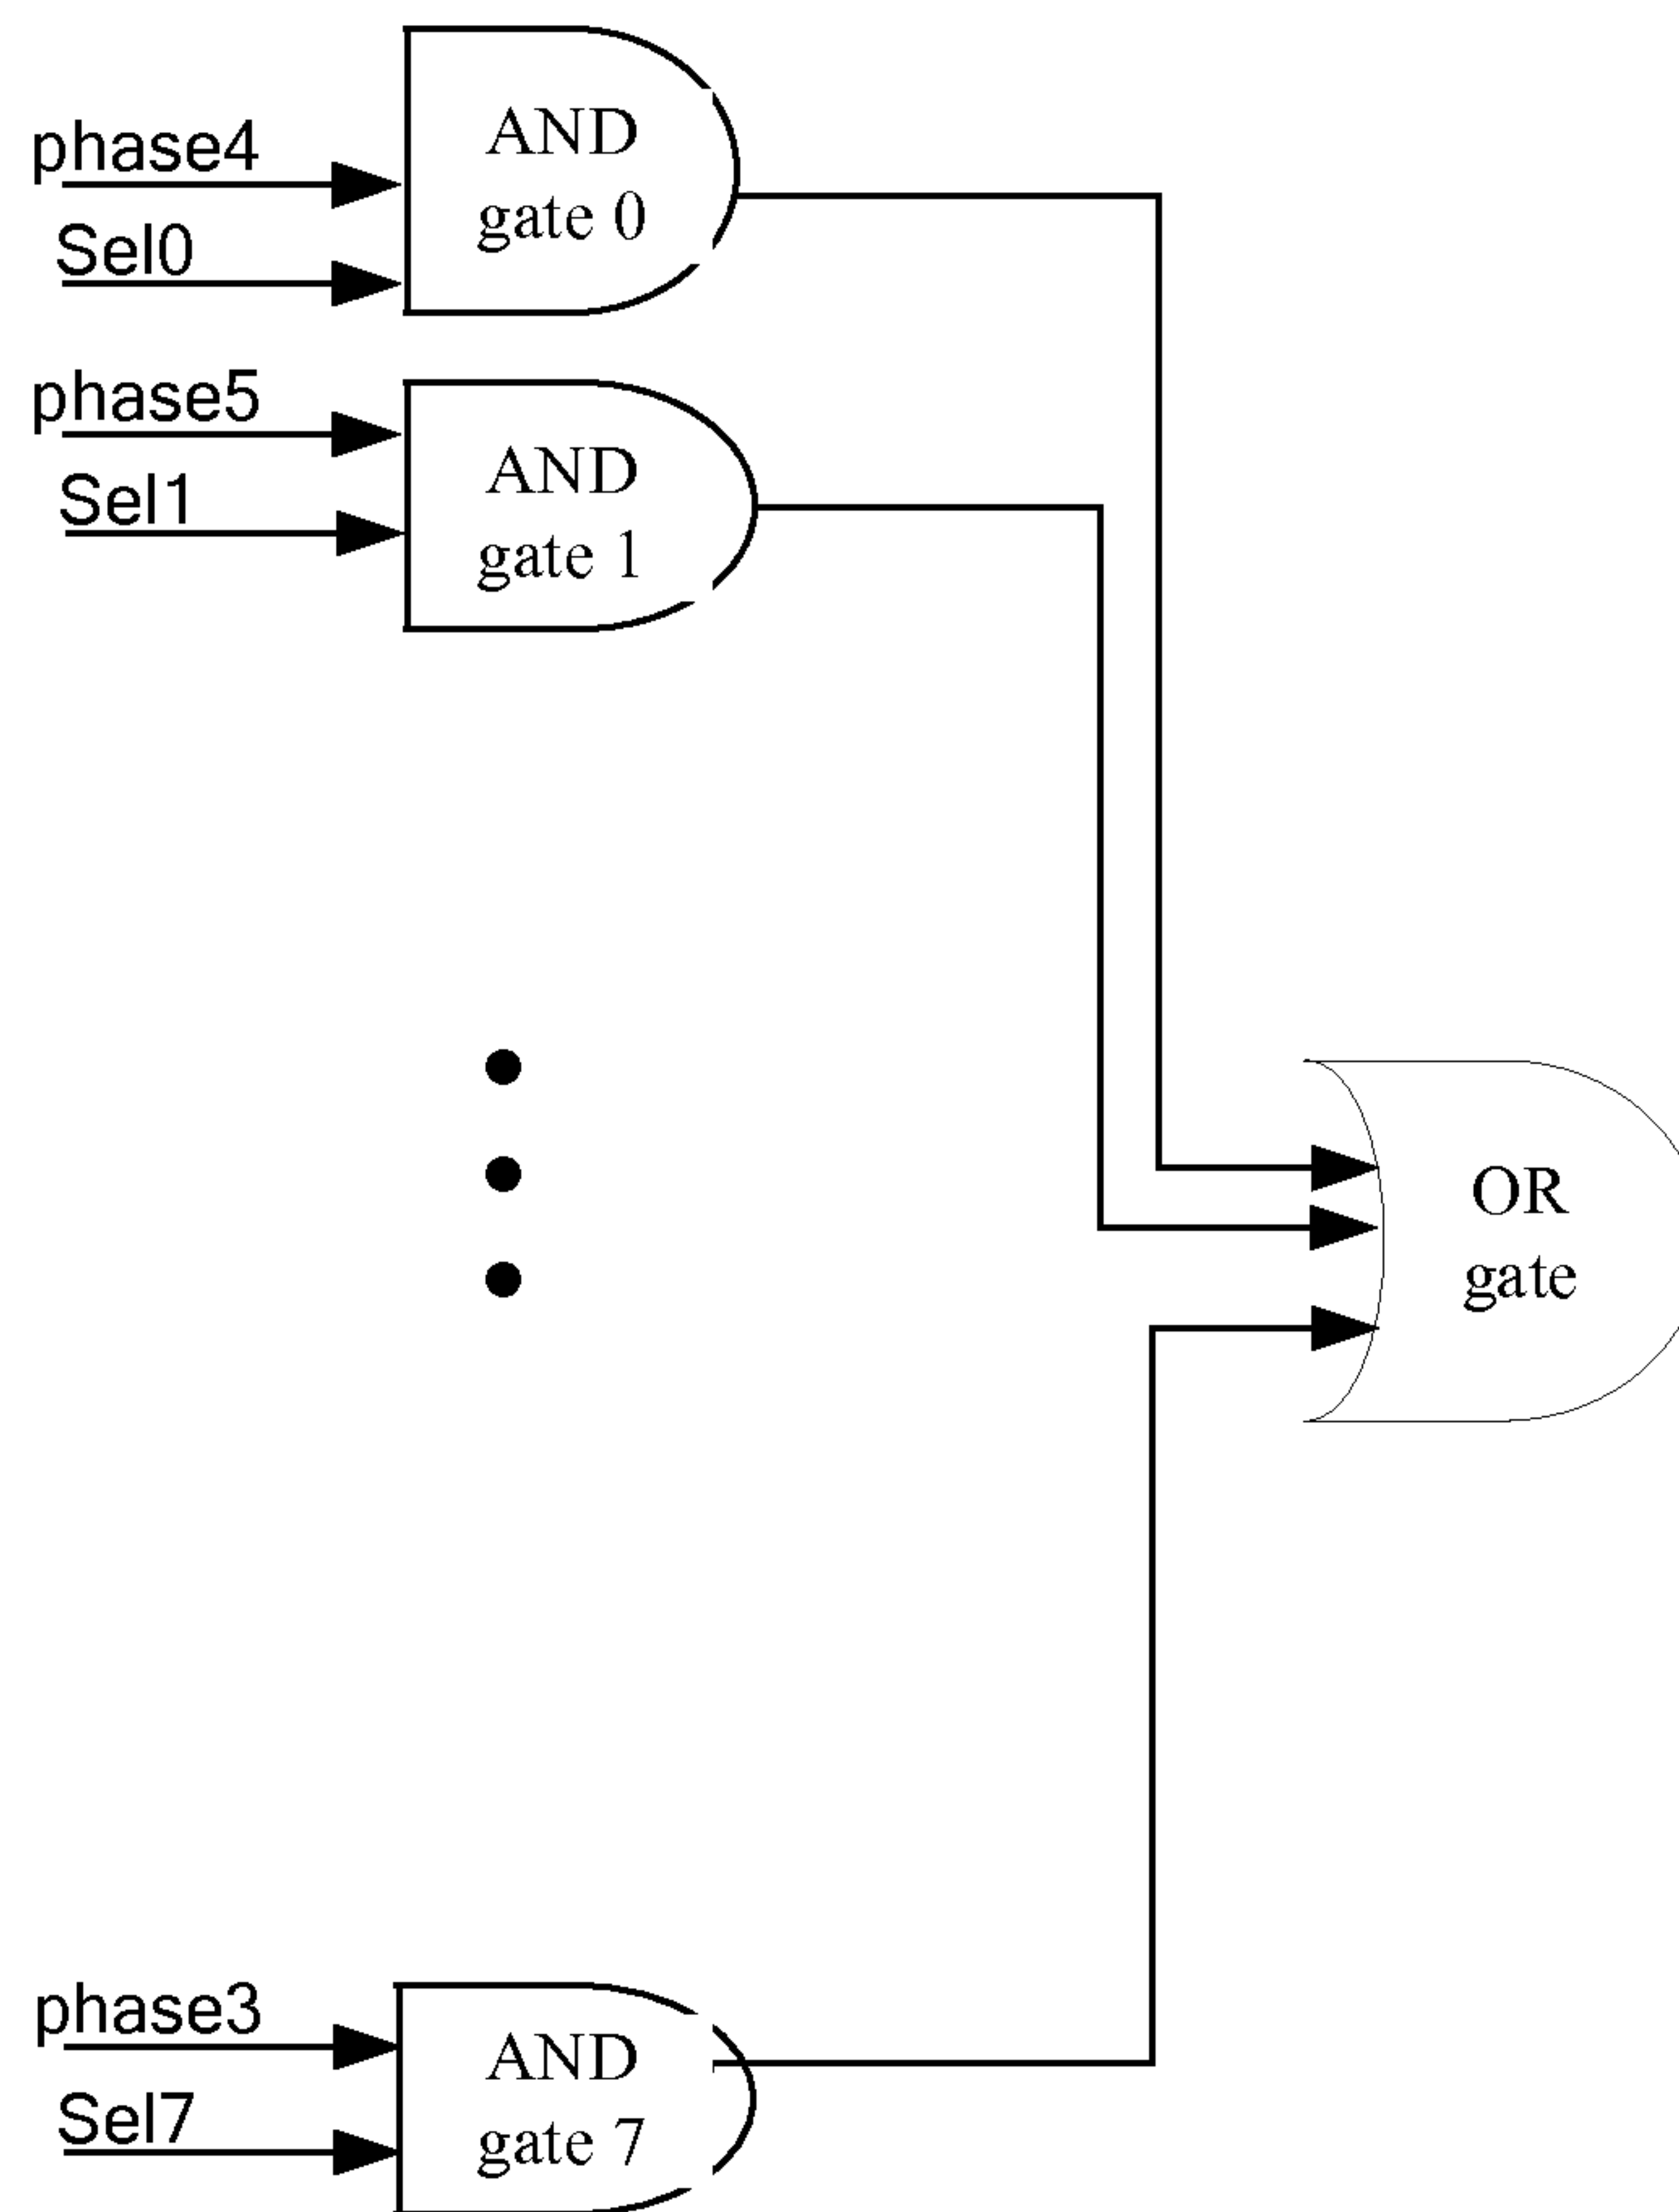 phase4
Sel0
AND
gate 0
phase5
Sel1
AND
gate 1
OR
gate
phase3
Sel7
AND
gate 7